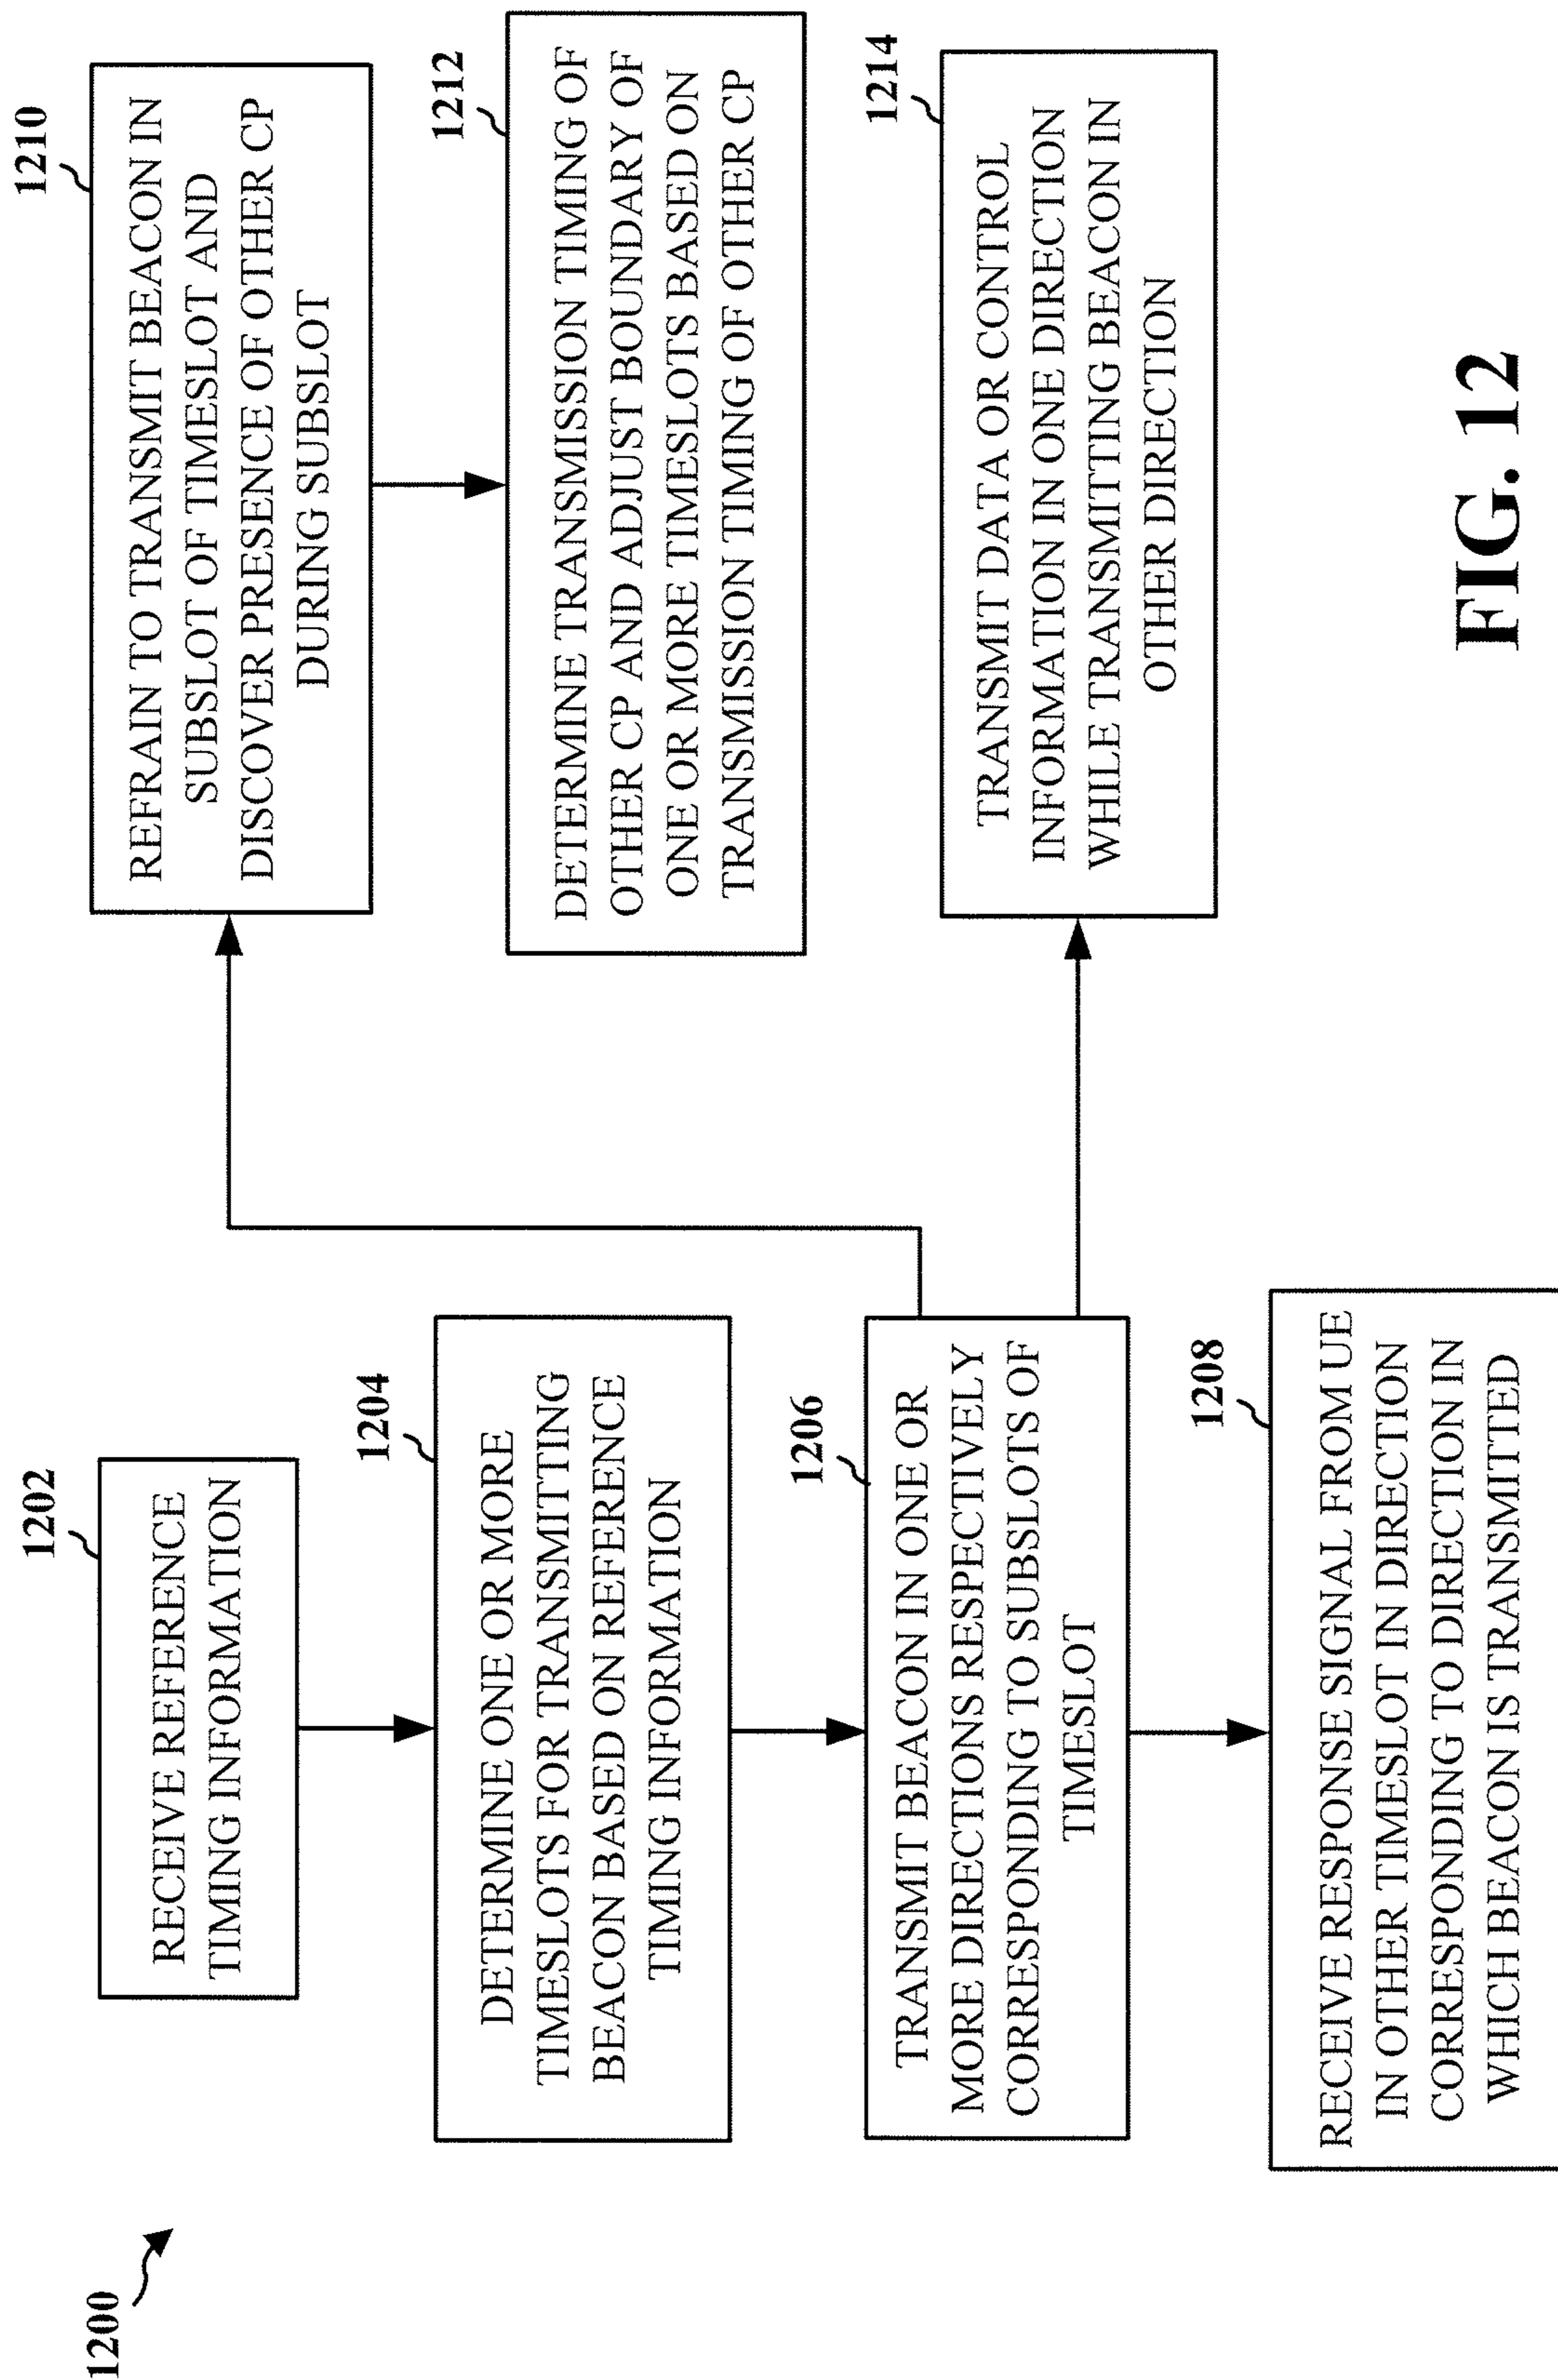 1200
1202
RECEIVE REFERENCE
TIMING INFORMATION
1204
DETERMINE ONE OR MORE
TIMESLOTS FOR TRANSMITTING
BEACON BASED ON REFERENCE
TIMING INFORMATION
1206
TRANSMIT BEACON IN ONE OR
MORE DIRECTIONS RESPECTIVELY
CORRESPONDING TO SUBSLOTS OF
TIMESLOT
1208
RECEIVE RESPONSE SIGNAL FROM UE
IN OTHER TIMESLOT IN DIRECTION
CORRESPONDING TO DIRECTION IN
WHICH BEACON IS TRANSMITTED
1210
REFRAIN TO TRANSMIT BEACON IN
SUBSLOT OF TIMESLOT AND
DISCOVER PRESENCE OF OTHER CP
DURING SUBSLOT
1212
DETERMINE TRANSMISSION TIMING OF
OTHER CP AND ADJUST BOUNDARY OF
ONE OR MORE TIMESLOTS BASED ON
TRANSMISSION TIMING OF OTHER CP
1214
TRANSMIT DATA OR CONTROL
INFORMATION IN ONE DIRECTION
WHILE TRANSMITTING BEACON IN
OTHER DIRECTION
FIG. 12